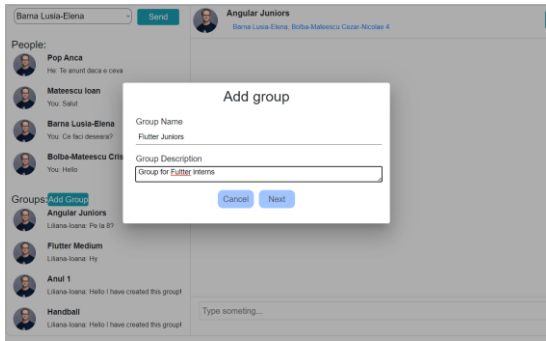 Barna Lusia-Elena Send
People:
Pop Anca
He: Te anunt daca e ceva
Mateescu Ioan
You: Salut
Barna Lusia-Elena
You: Ce faci deseara?
Bolba-Mateescu Cris
You: Hello
Groups: Add Group
Angular Juniors
Liliana-Ioana: Pe la 8?
Flutter Medium
Liliana-Ioana: Hy
Anul 1
Liliana-Ioana: Hello I have created this group!
Handball
Liliana-Ioana: Hello I have created this group!
Angular Juniors
Barna Lusia-Elena, Bolba-Mateescu Cezar-Nicolas 4
Add group
Group Name
Flutter Juniors
Group Description
Group for Fultter interns
Cancel Next
Type someting...